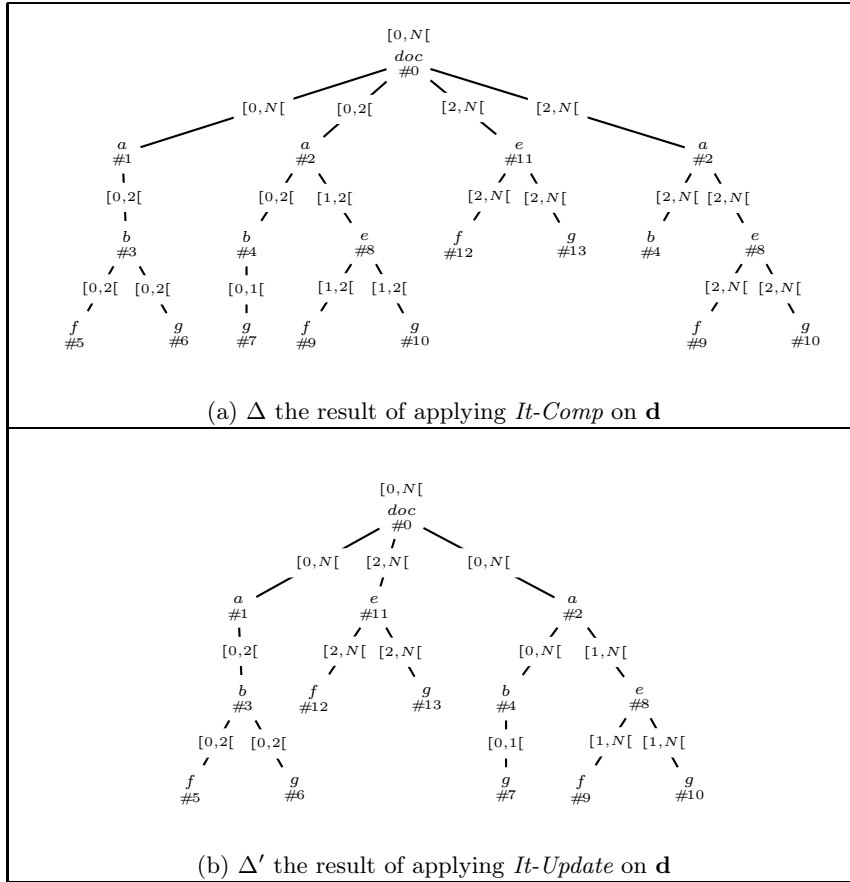 [0,N[
doc
#0
[0,N[ [0,2[ [2,N[ [2,N[
a a e a
#1 #2 #11 #2
[0,2[ [0,2[ [1,2[ [2,N[ [2,N[ [2,N[ [2,N[
b b e f g b e
#3 #4 #8 #12 #13 #4 #8
[0,2[ [0,2[ [0,1[ [1,2[ [1,2[ [2,N[ [2,N[
f g g f g f g
#5 #6 #7 #9 #10 #9 #10
(a) Δ the result of applying It-Comp on d
[0,N[
doc
#0
[0,N[ [2,N[ [0,N[
a e a
#1 #11 #2
[0,2[ [2,N[ [2,N[ [0,N[ [1,N[
b f g b e
#3 #12 #13 #4 #8
[0,2[ [0,2[ [0,1[ [1,N[ [1,N[
f g g f g
#5 #6 #7 #9 #10
(b) Δ′ the result of applying It-Update on d